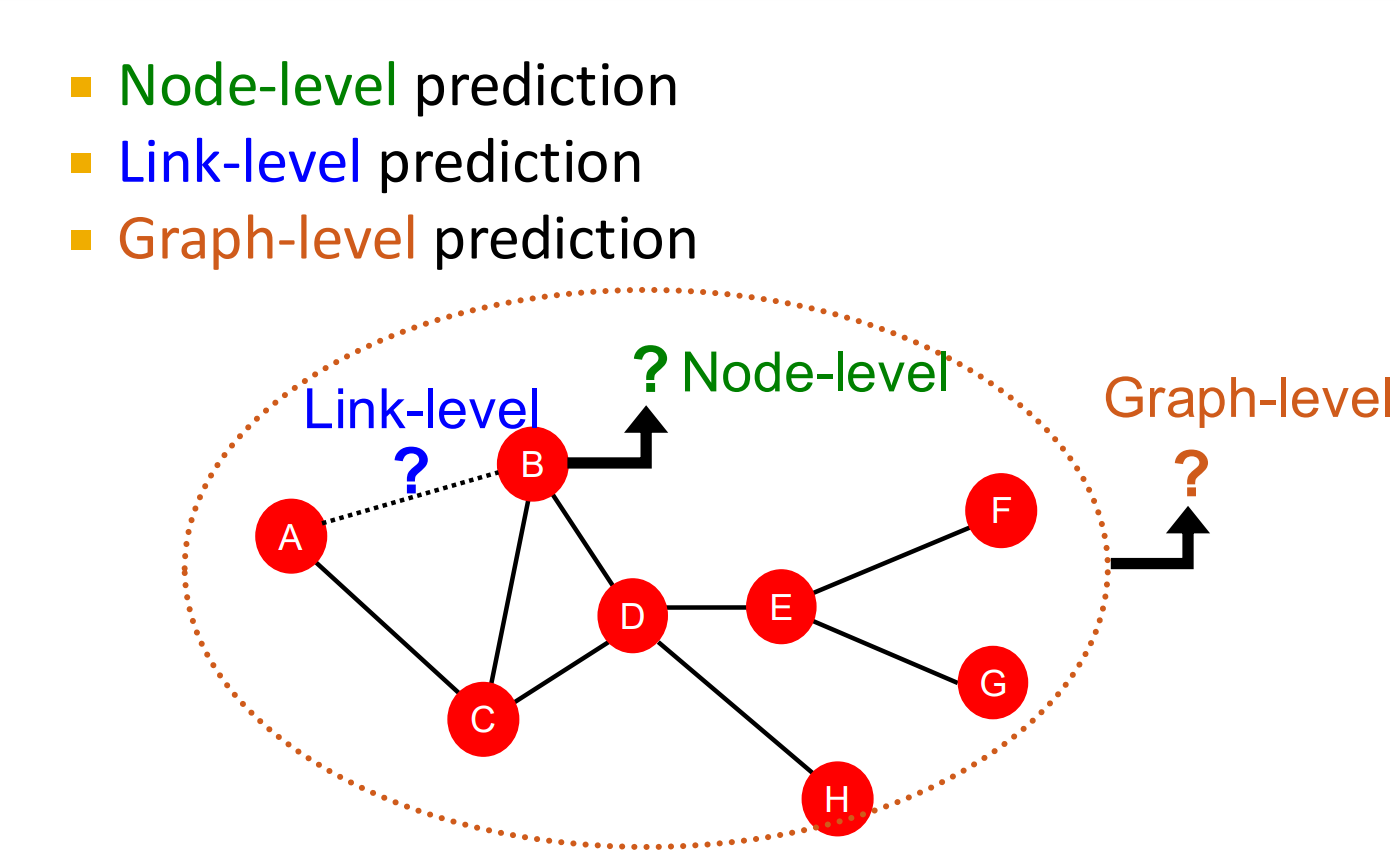 Node-level prediction
Link-level prediction
Graph-level prediction
? Node-level
Graph-level
Link-level
?
?
B
F
A
E
D
G
C
H